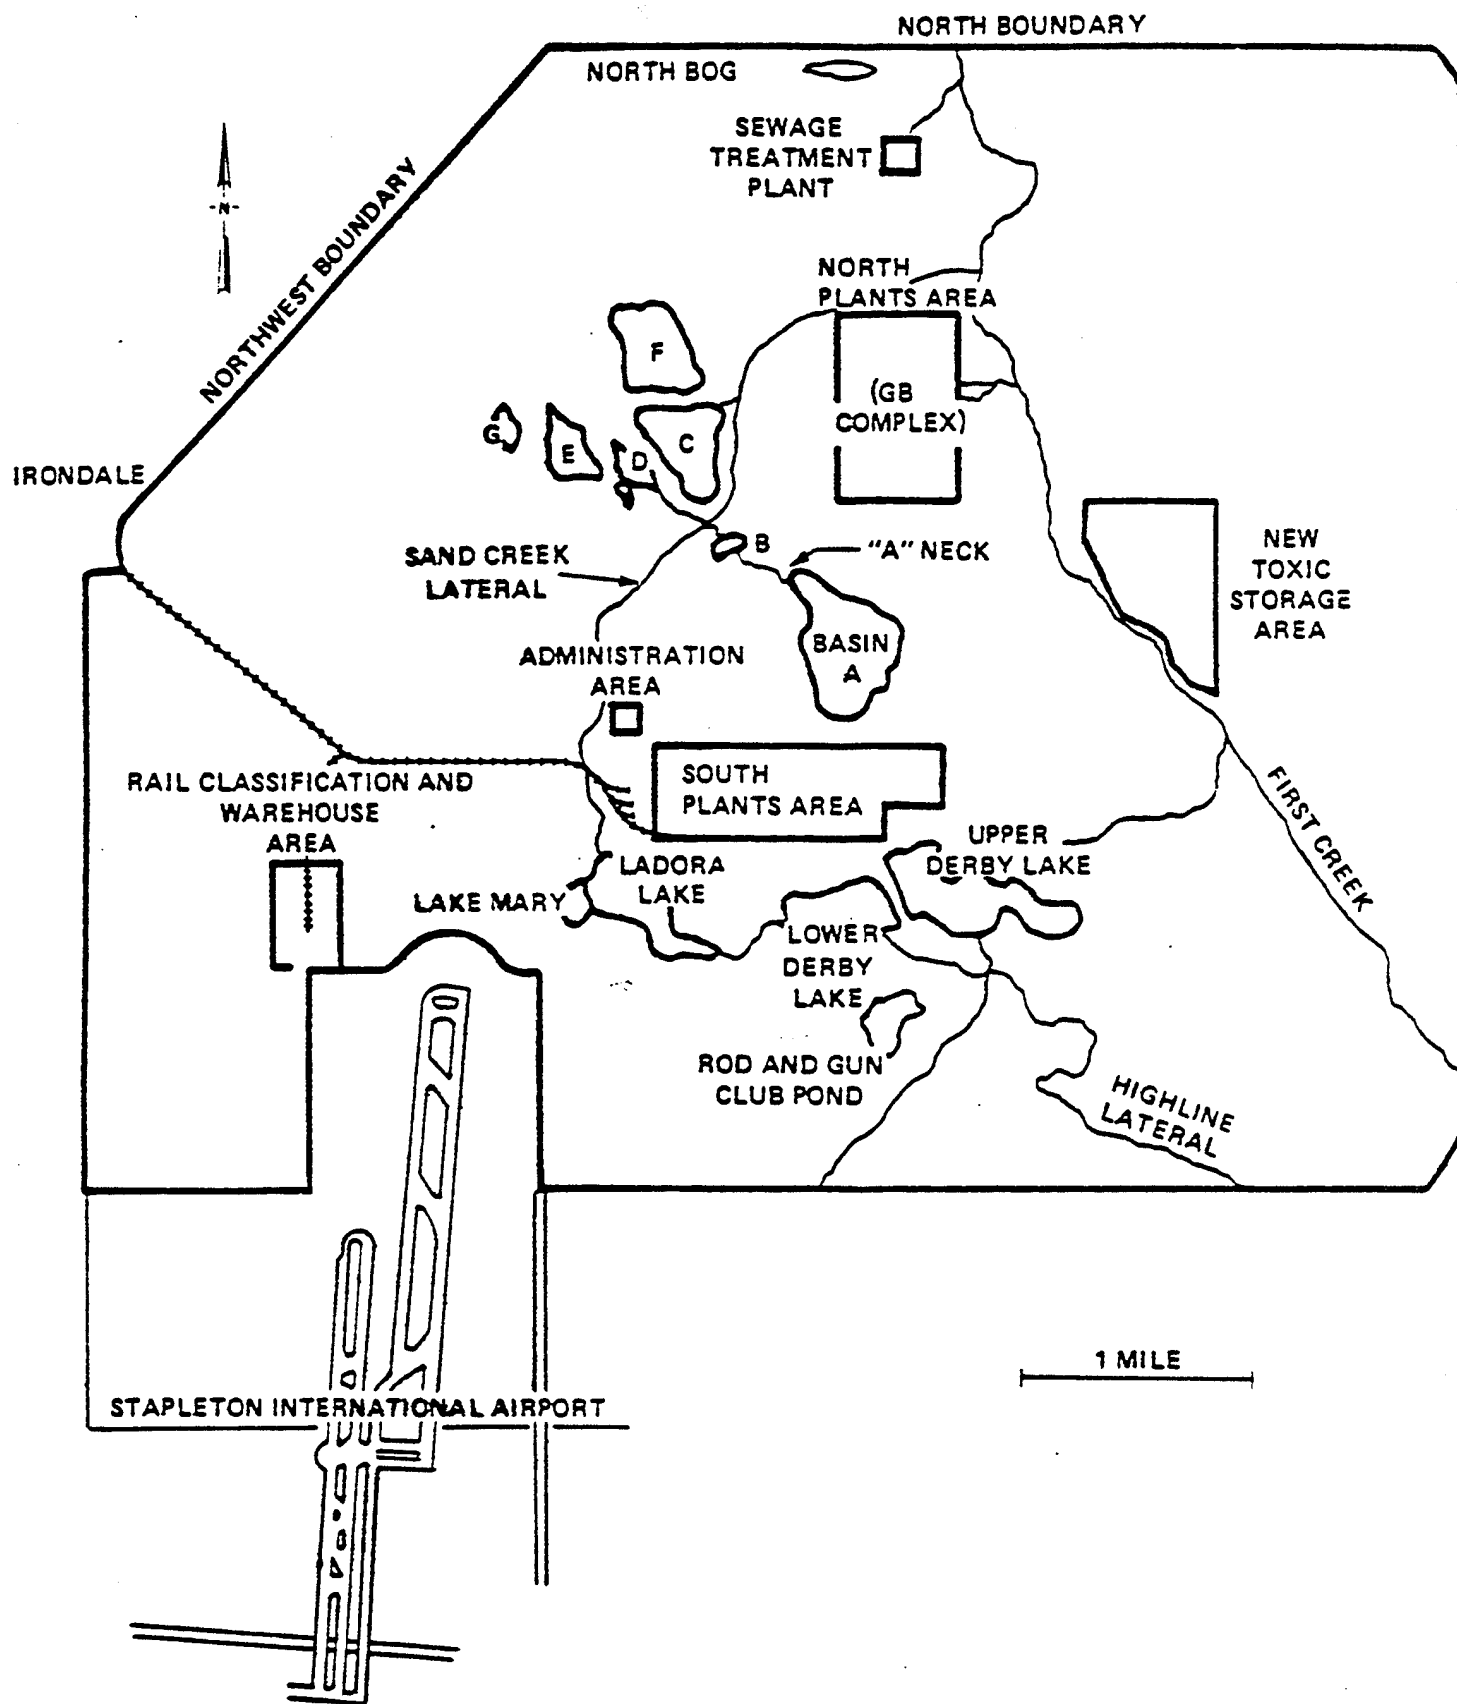 NORTH BOUNDARY
NORTH BOG
SEWAGE
TREATMENT
PLANT
-N-
NORTHWEST BOUNDARY
NORTH
PLANTS AREA
F
(GB
COMPLEX)
G
E
D
C
IRONDALE
B
"A" NECK
SAND CREEK
LATERAL
NEW
TOXIC
STORAGE
AREA
BASIN
A
ADMINISTRATION
AREA
SOUTH
PLANTS AREA
RAIL CLASSIFICATION AND
WAREHOUSE
AREA
FIRST CREEK
UPPER
DERBY LAKE
LADORA
LAKE
LAKE MARY
LOWER
DERBY
LAKE
ROD AND GUN
CLUB POND
HIGHLINE
LATERAL
1 MILE
STAPLETON INTERNATIONAL AIRPORT